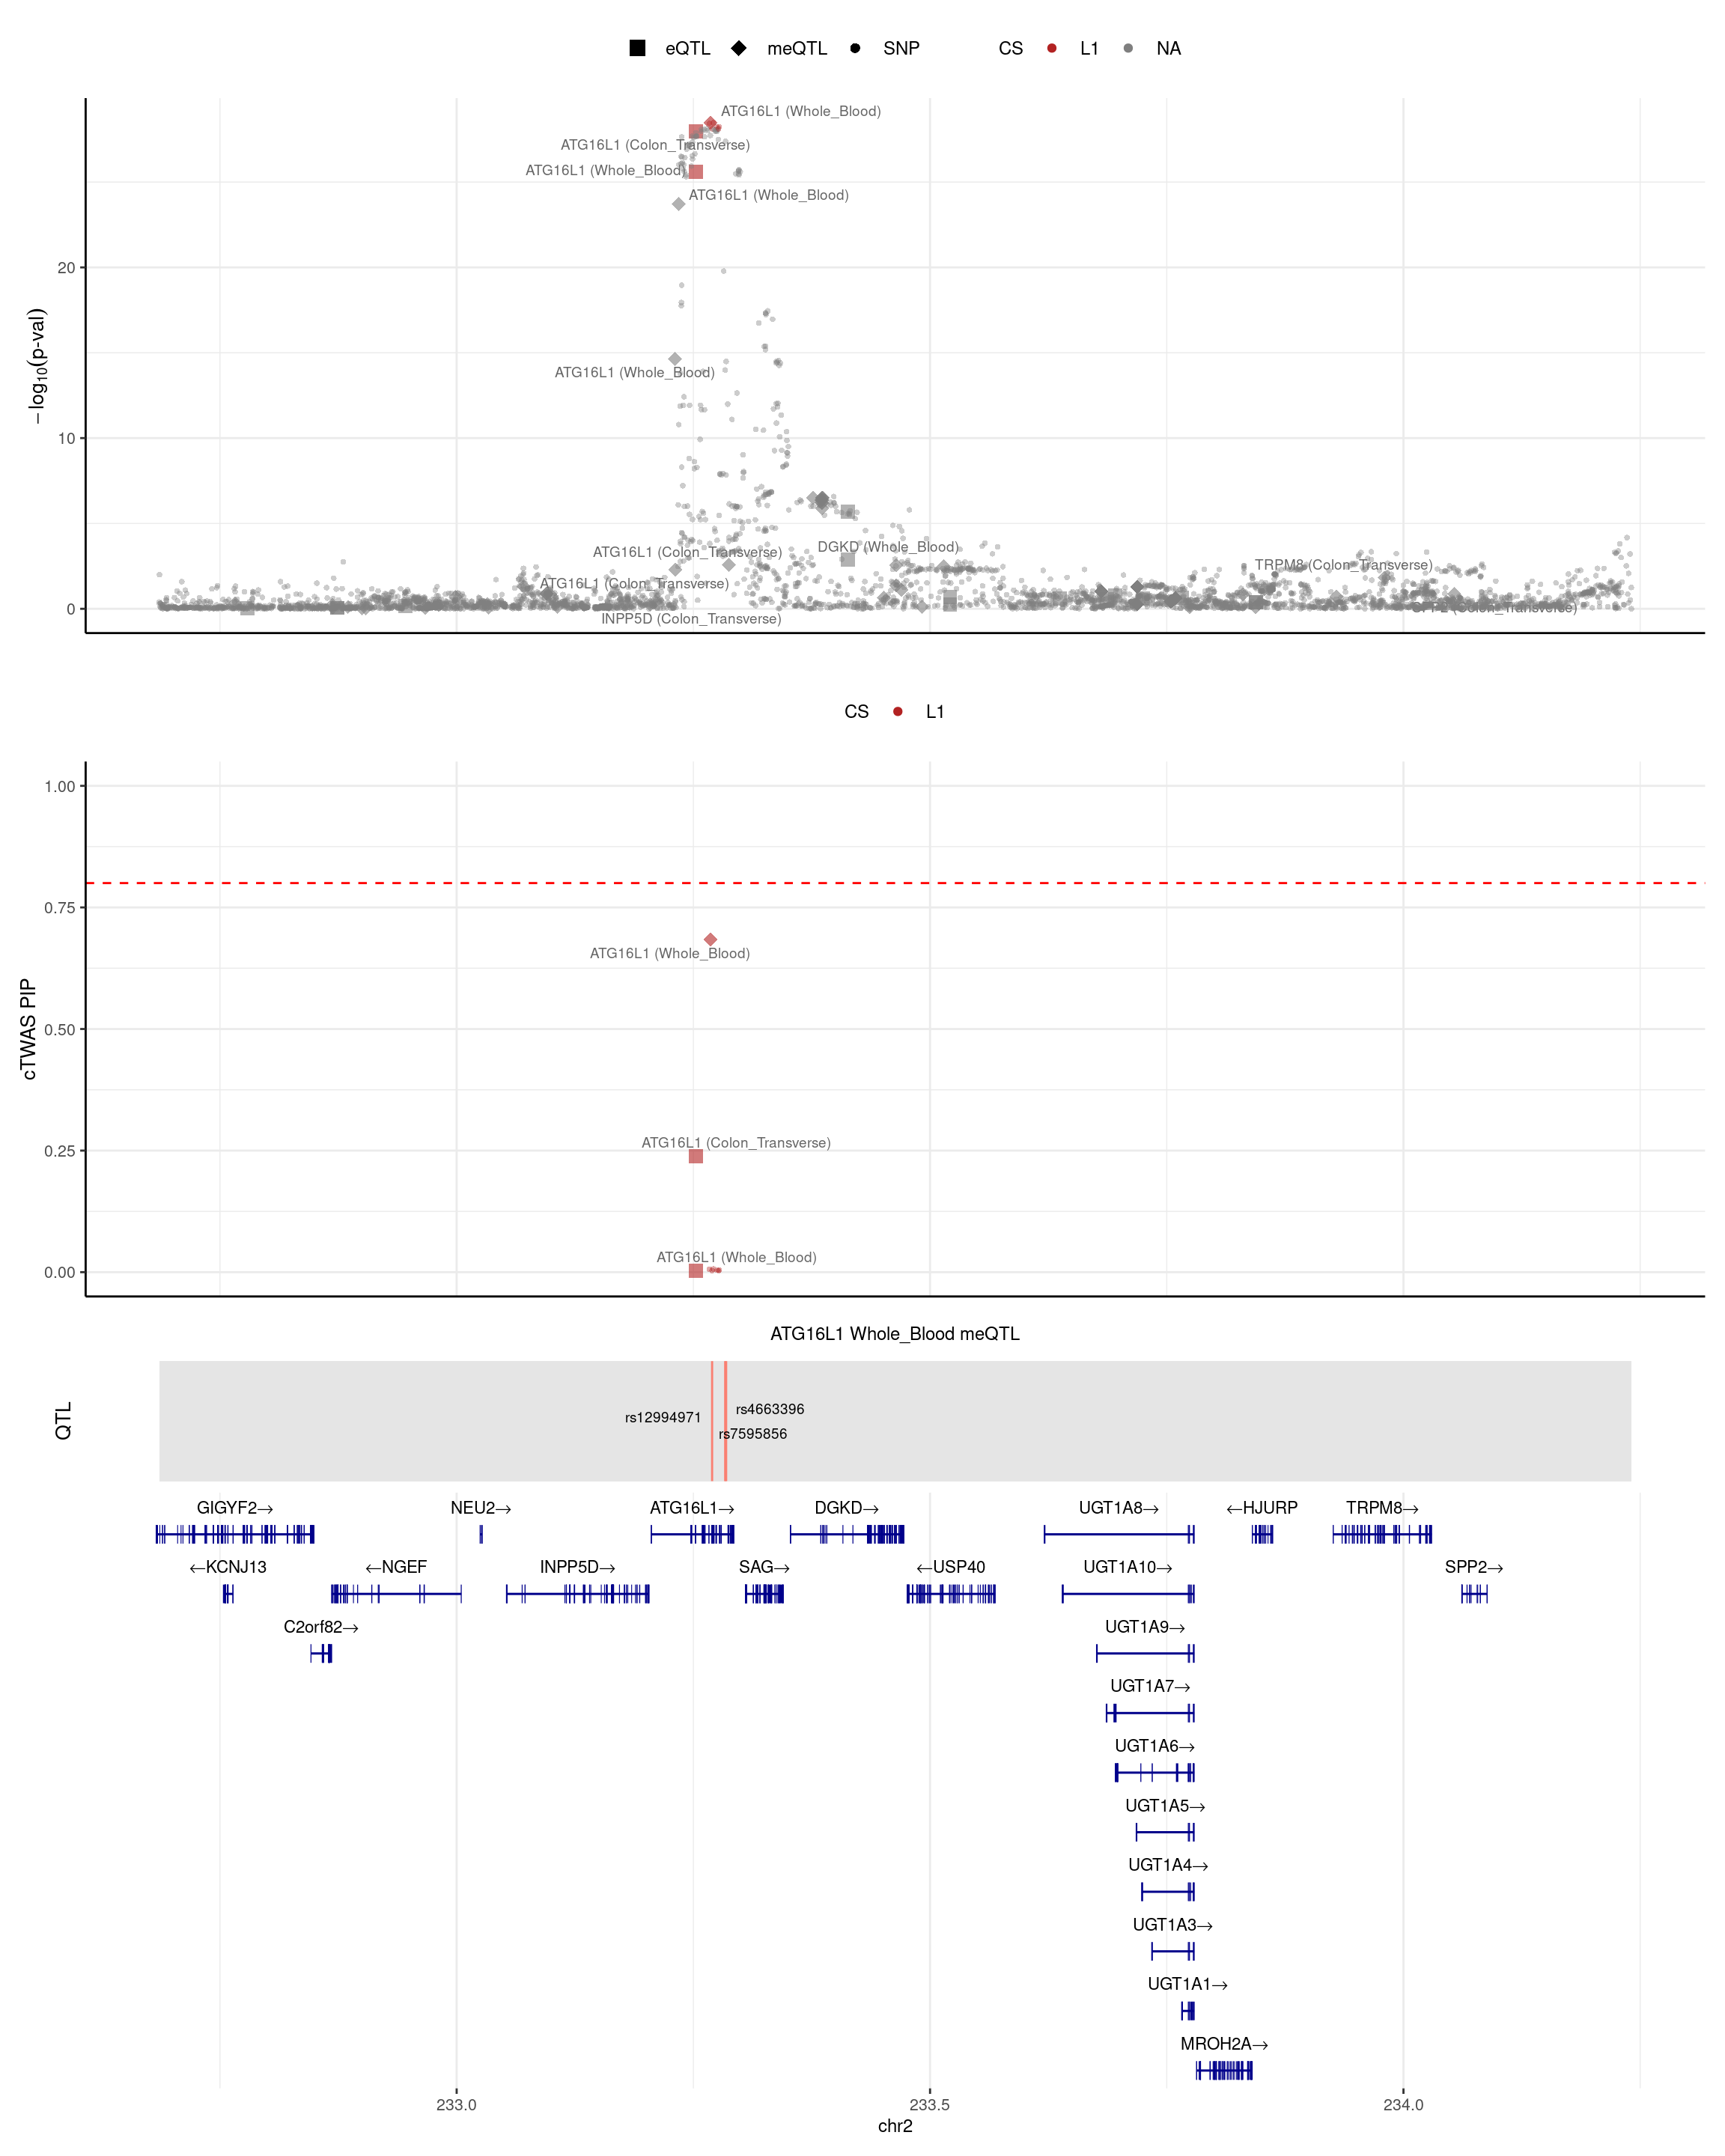 eQTL meQTL SNP CS L1 NA
ATG16L1 (Whole_Blood)
ATG16L1 (Colon_Transverse)
ATG16L1 (Whole_Blood)
ATG16L1 (Whole_Blood)
20
−log10(p-val)
ATG16L1 (Whole_Blood)
10
DGKD (Whole_Blood)
ATG16L1 (Colon_Transverse)
TRPM8 (Colon_Transverse)
ATG16L1 (Colon_Transverse)
SPP2 (Colon_Transverse)
0
INPP5D (Colon_Transverse)
CS L1
1.00
0.75
ATG16L1 (Whole_Blood)
cTWAS PIP
0.50
ATG16L1 (Colon_Transverse)
0.25
ATG16L1 (Whole_Blood)
0.00
ATG16L1 Whole_Blood meQTL
QTL
rs4663396
rs12994971
rs7595856
GIGYF2→ NEU2→ ATG16L1→ DGKD→ UGT1A8→ ←HJURP TRPM8→
←KCNJ13 ←NGEF INPP5D→ SAG→ ←USP40 UGT1A10→ SPP2→
C2orf82→ UGT1A9→
UGT1A7→
UGT1A6→
UGT1A5→
UGT1A4→
UGT1A3→
UGT1A1→
MROH2A→
233.0 233.5 234.0
chr2